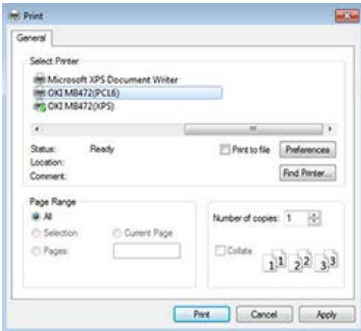 Print
General
Select Printer
Microsoft XPS Document Writer
OKI MB472(PCL6)
OKI MB472(XPS)
Status: Ready
Print to file
Preferences
Location:
Comment:
Find Printer...
Page Range
All
Selection
Current Page
Pages:
Number of copies: 1
Collate
1 1 2 2 3 3
Print
Cancel
Apply